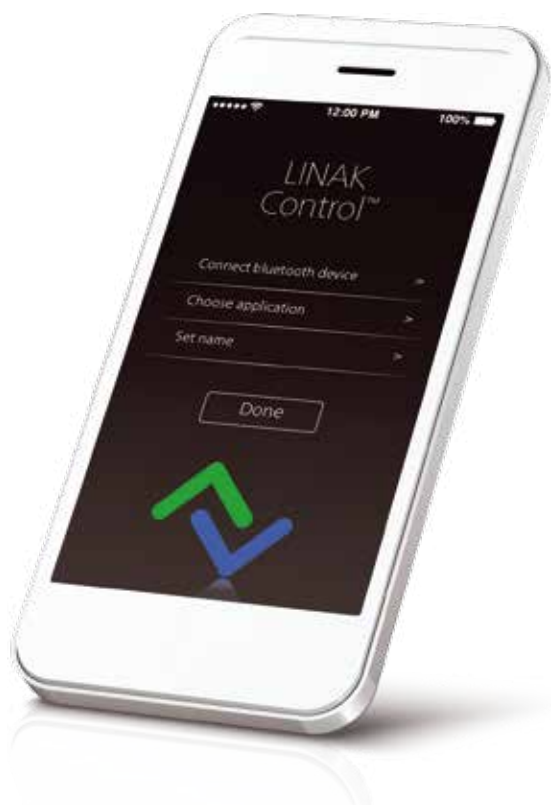 12:00 PM 100%
LINAK
Control™
Connect bluetooth device >
Choose application >
Set name >
Done